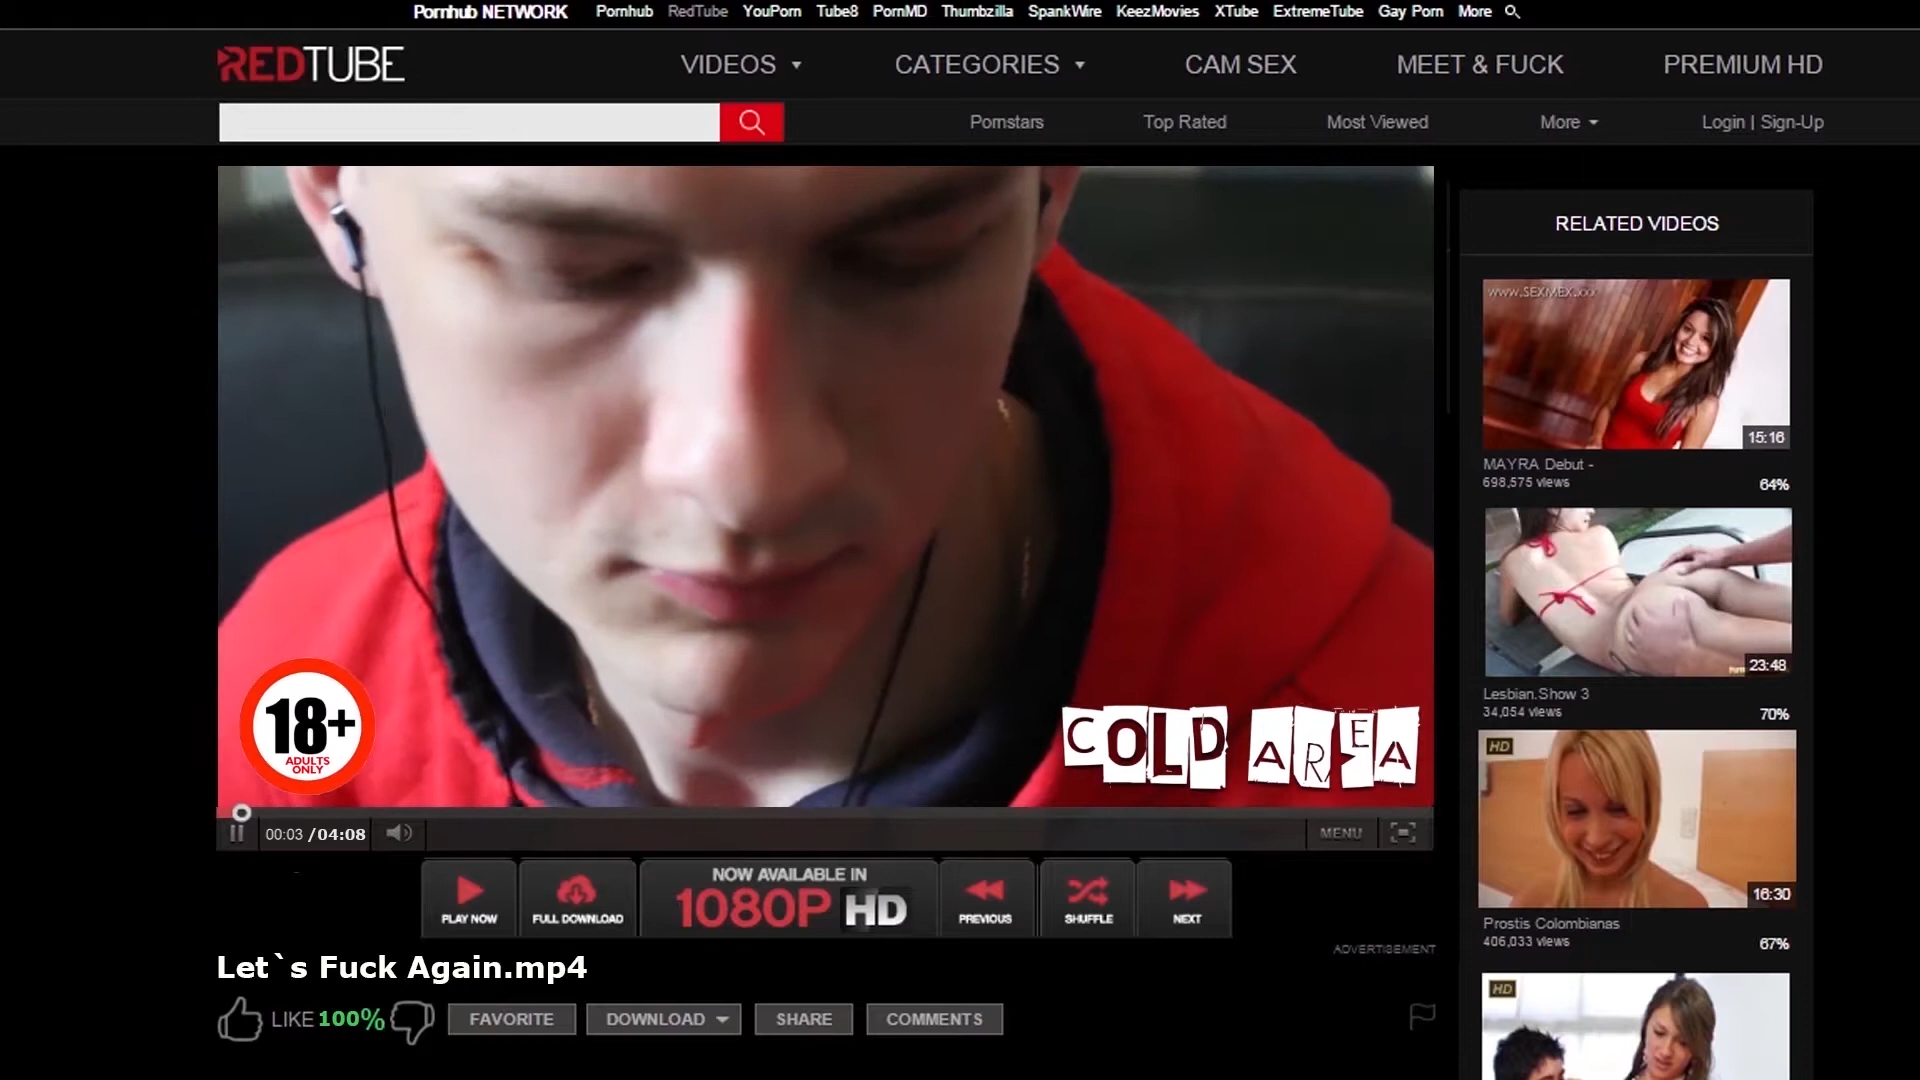 Pornhub NETWORK Pornhub RedTube YouPorn Tube8 PornMD Thumbzilla SpankWire KeezMovies XTube ExtremeTube Gay Porn More
REDTUBE VIDEOS CATEGORIES CAM SEX MEET & FUCK PREMIUM HD
Pornstars Top Rated Most Viewed More Login | Sign-Up
18+
ADULTS
ONLY
COLD AREA
00:03 /04:08 MENU
PLAY NOW
FULL DOWNLOAD
NOW AVAILABLE IN
1080P HD
PREVIOUS
SHUFFLE
NEXT
ADVERTISEMENT
Let`s Fuck Again.mp4
LIKE 100% FAVORITE DOWNLOAD SHARE COMMENTS
RELATED VIDEOS
www.SEXMEX.xxx
15:16
MAYRA Debut -
698,575 views 64%
23:48
Lesbian.Show 3
34,054 views 70%
HD
16:30
Prostis Colombianas
406,033 views 67%
HD